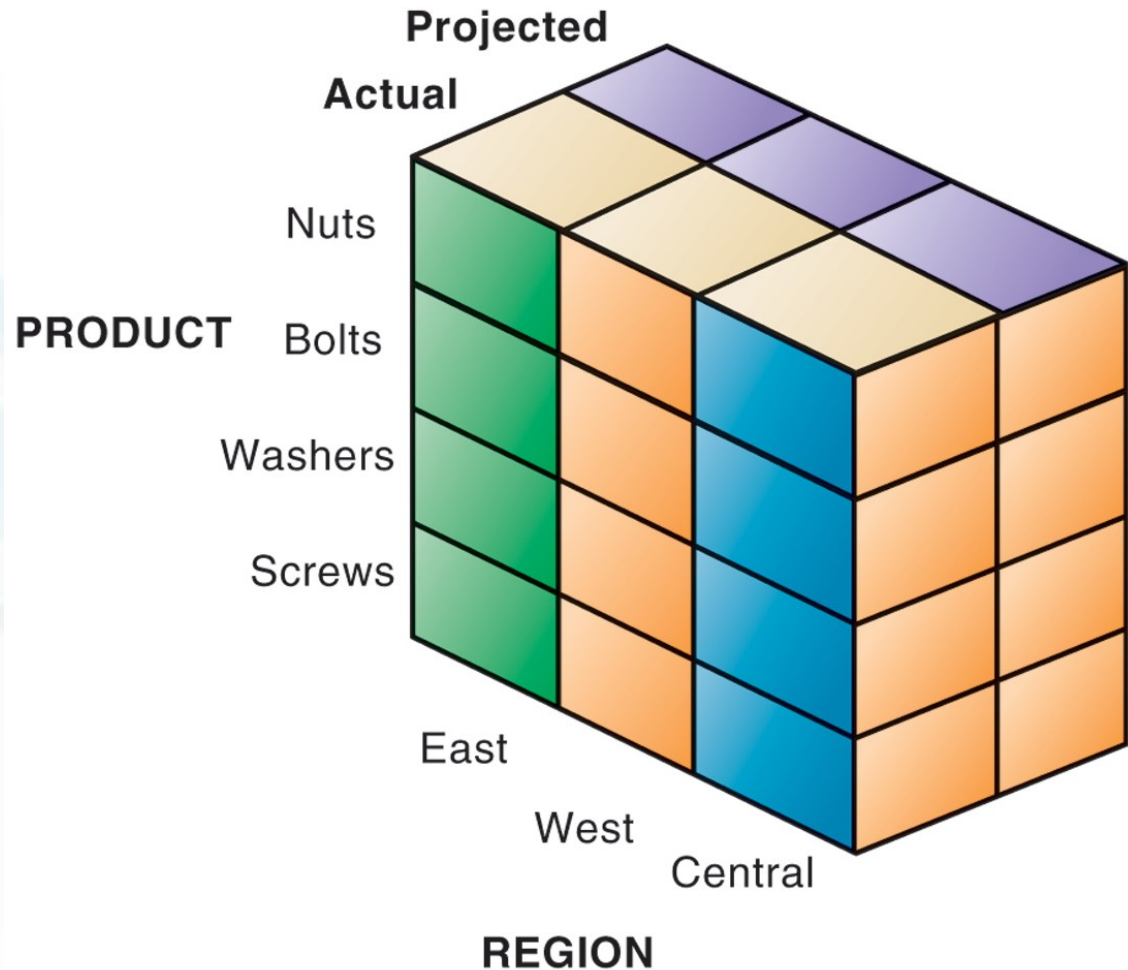 Projected
Actual
Nuts
PRODUCT
Bolts
Washers
Screws
East
West
Central
REGION